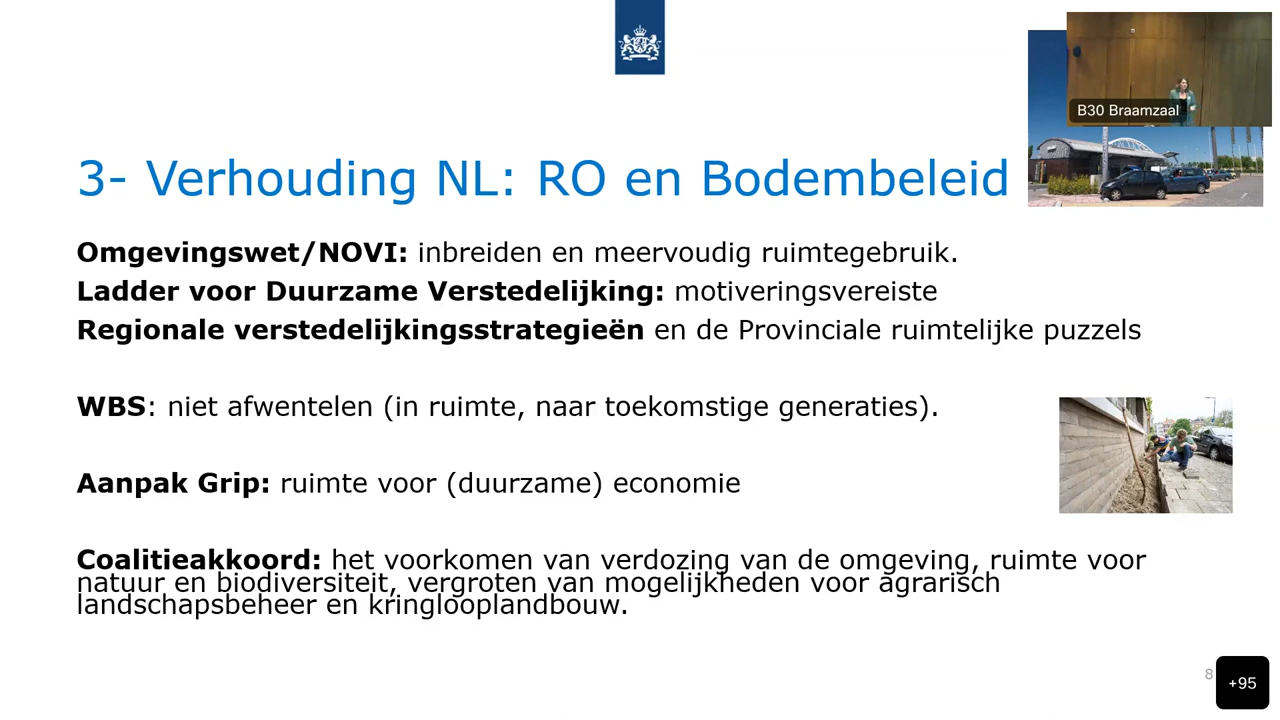 B30 Braamzaal
3- Verhouding NL: RO en Bodembeleid
Omgevingswet/NOVI: inbreiden en meervoudig ruimtegebruik.
Ladder voor Duurzame Verstedelijking: motiveringsvereiste
Regionale verstedelijkingsstrategieën en de Provinciale ruimtelijke puzzels
WBS: niet afwentelen (in ruimte, naar toekomstige generaties).
Aanpak Grip: ruimte voor (duurzame) economie
Coalitieakkoord: het voorkomen van verdozing van de omgeving, ruimte voor
natuur en biodiversiteit, vergroten van mogelijkheden voor agrarisch
landschapsbeheer en kringlooplandbouw.
8
+95